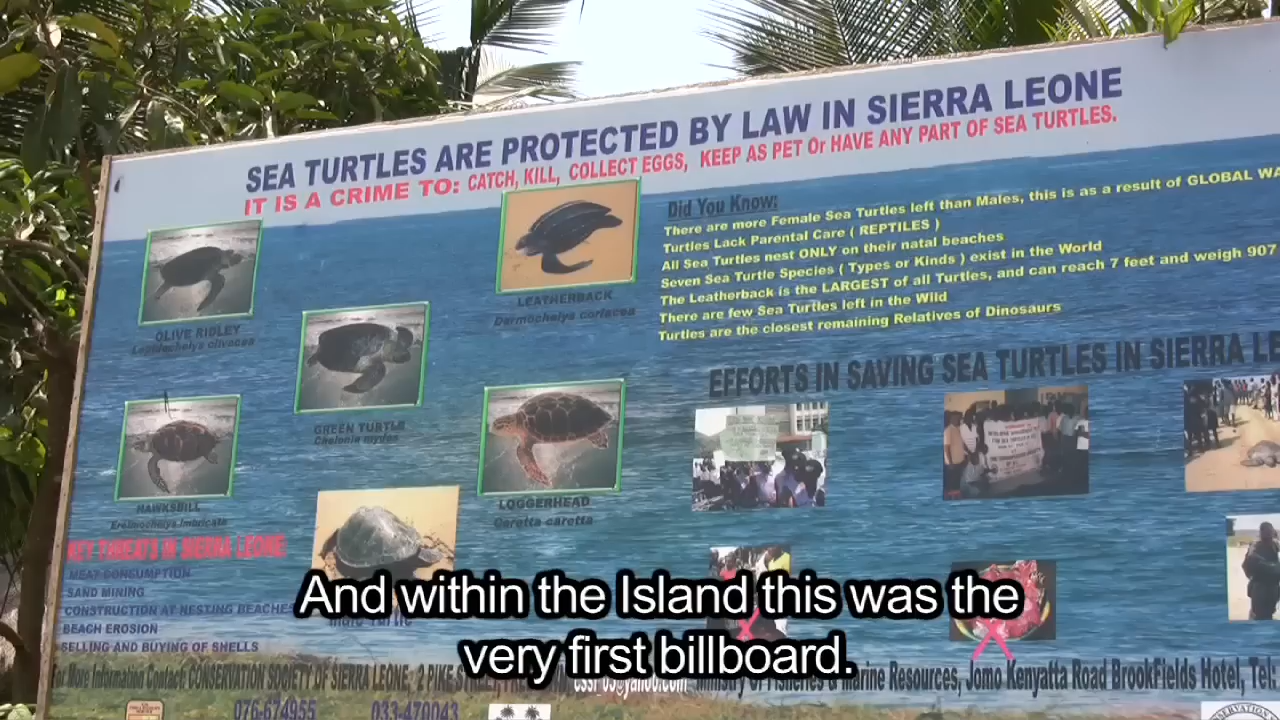 SEA TURTLES ARE PROTECTED BY LAW IN SIERRA LEONE
IT IS A CRIME TO: CATCH, KILL, COLLECT EGGS, KEEP AS PET Or HAVE ANY PART OF SEA TURTLES.
Did You Know:
There are more Female Sea Turtles left than Males, this is as a result of GLOBAL WA
Turtles Lack Parental Care ( REPTILES )
All Sea Turtles nest ONLY on their natal beaches
Seven Sea Turtle Species ( Types or Kinds ) exist in the World
The Leatherback is the LARGEST of all Turtles, and can reach 7 feet and weigh 907
There are few Sea Turtles left in the Wild
Turtles are the closest remaining Relatives of Dinosaurs
LEATHERBACK
Dermochelys coriacea
OLIVE RIDLEY
Lepidochelys olivacea
GREEN TURTLE
Chelonia mydas
EFFORTS IN SAVING SEA TURTLES IN SIERRA LE
HAWKSBILL
Eretmochelys imbricata
LOGGERHEAD
Caretta caretta
KEY THREATS IN SIERRA LEONE:
MEAT CONSUMPTION
SAND MINING
CONSTRUCTION AT NESTING BEACHES
BEACH EROSION
SELLING AND BUYING OF SHELLS
Male Turtle
And within the Island this was the
very first billboard.
For More Information Contact: CONSERVATION SOCIETY OF SIERRA LEONE, 2 PIKE STREET, Ministry Of Fisheries & Marine Resources, Jomo Kenyatta Road BrookFields Hotel, Tel:
076-674955 033-470043